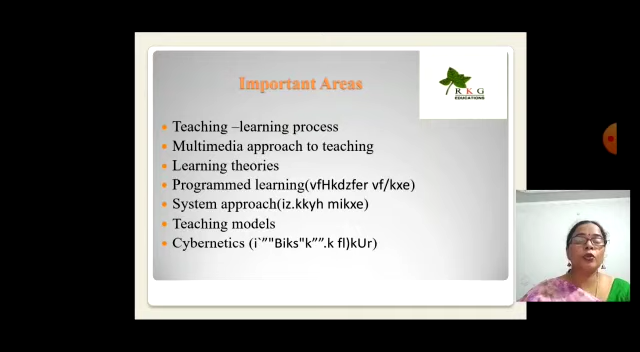 Important Areas
R K G
EDUCATIONS
Teaching –learning process
Multimedia approach to teaching
Learning theories
Programmed learning(vfHkdzfer vf/kxe)
System approach(iz.kkyh mikxe)
Teaching models
Cybernetics (i`”"Biks"k””.k fl)kUr)